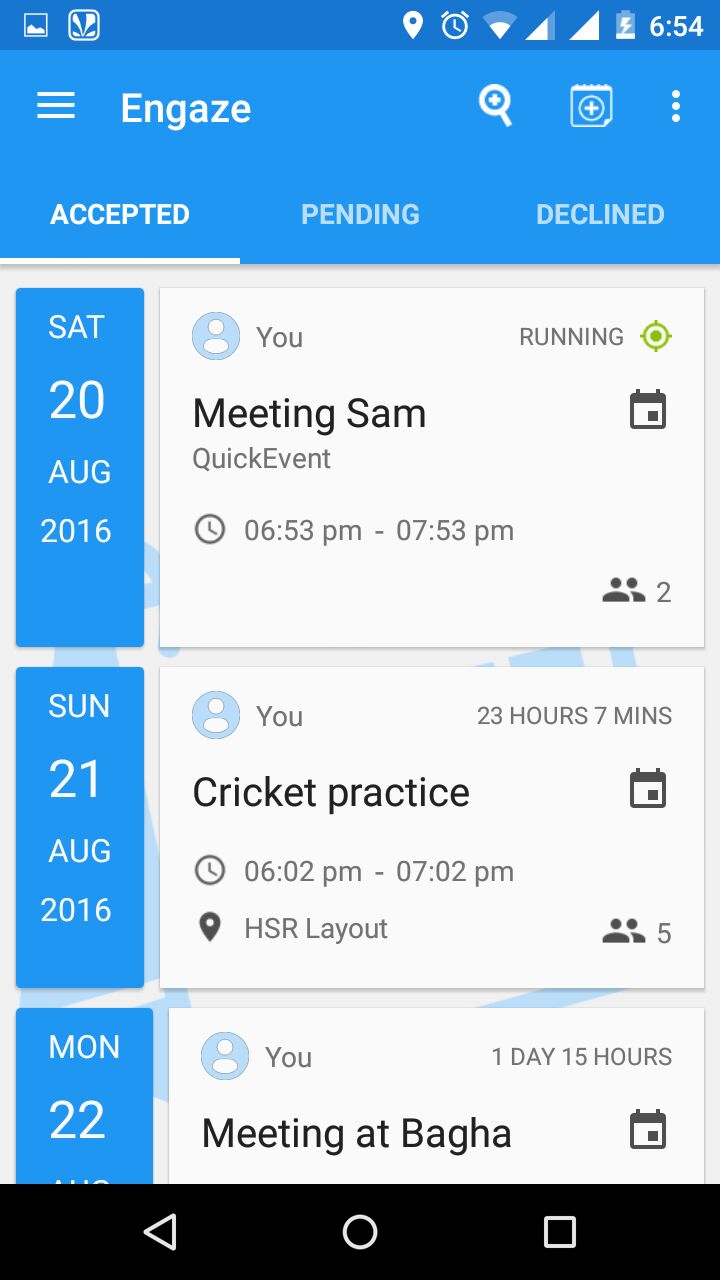 6:54
Engaze
ACCEPTED PENDING DECLINED
SAT
20
AUG
2016
You RUNNING
Meeting Sam
QuickEvent
06:53 pm - 07:53 pm
2
SUN
21
AUG
2016
You 23 HOURS 7 MINS
Cricket practice
06:02 pm - 07:02 pm
HSR Layout 5
MON
22
You 1 DAY 15 HOURS
Meeting at Bagha